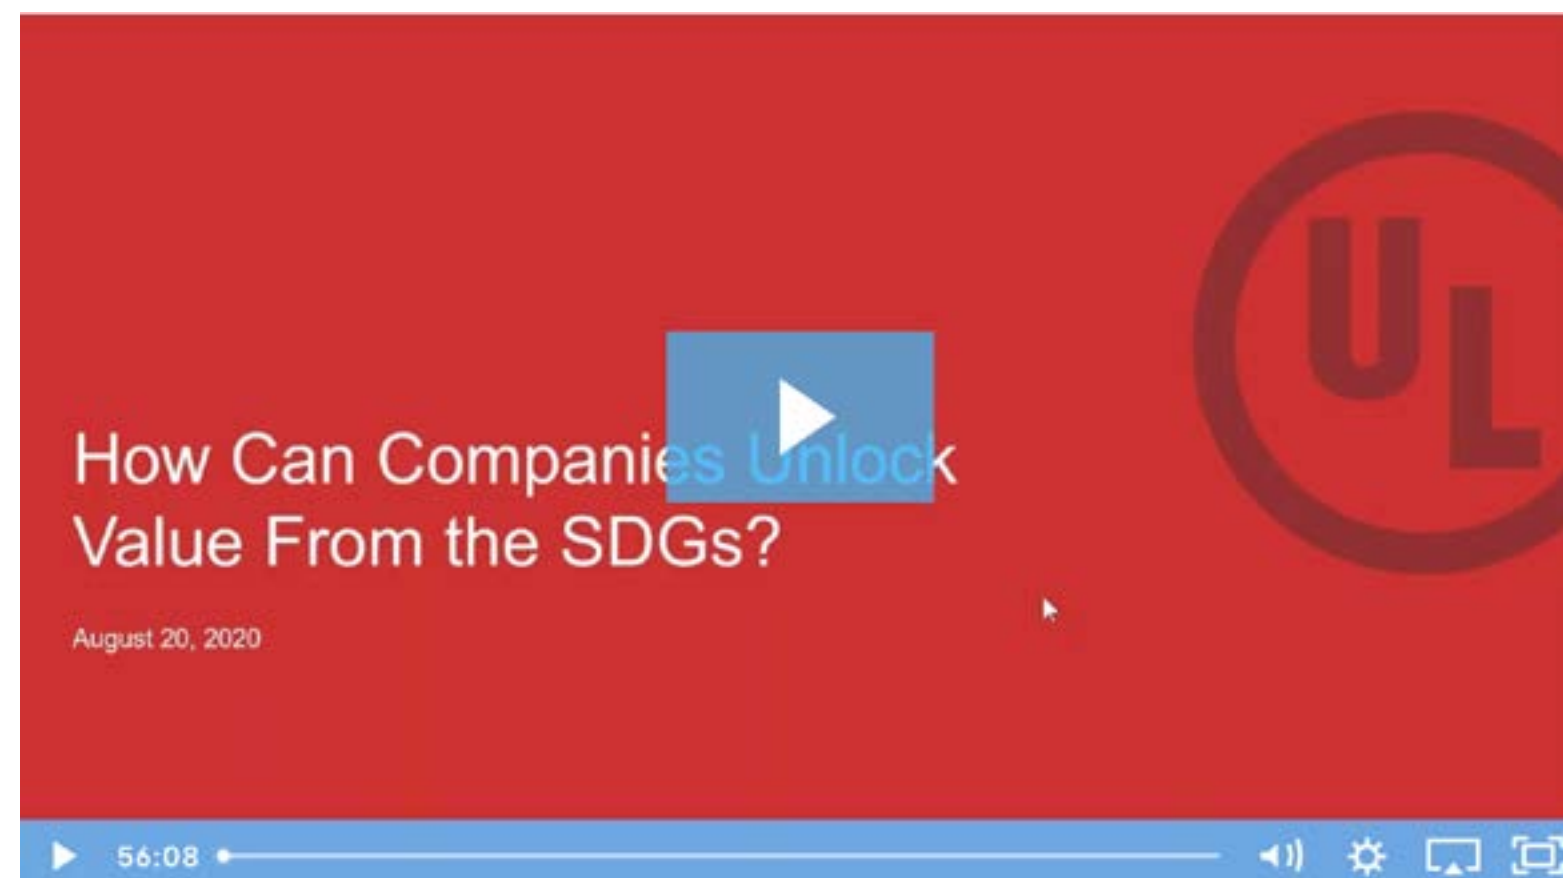 UL
How Can Companies Unlock
Value From the SDGs?
August 20, 2020
56:08